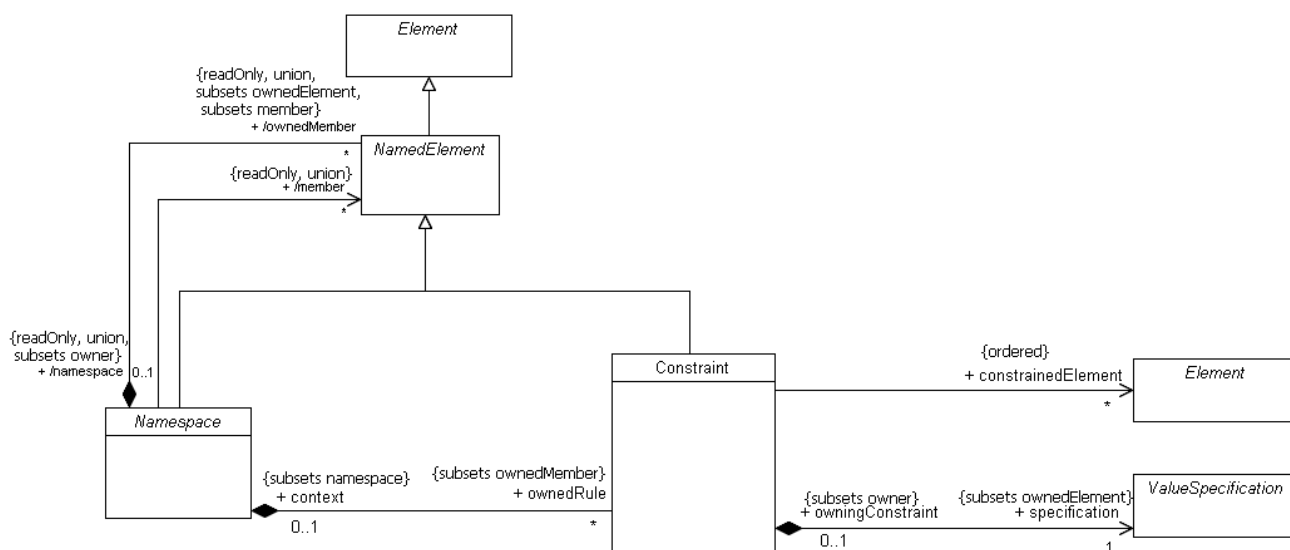 Element
{readOnly, union,
subsets ownedElement,
subsets member}
+ /ownedMember
*
NamedElement
{readOnly, union}
+ /member
*
{readOnly, union,
subsets owner}
+ /namespace 0..1
Namespace
Constraint
{ordered}
+ constrainedElement
*
Element
{subsets namespace}
+ context
0..1
{subsets ownedMember}
+ ownedRule
*
{subsets owner}
+ owningConstraint
0..1
{subsets ownedElement}
+ specification
1
ValueSpecification